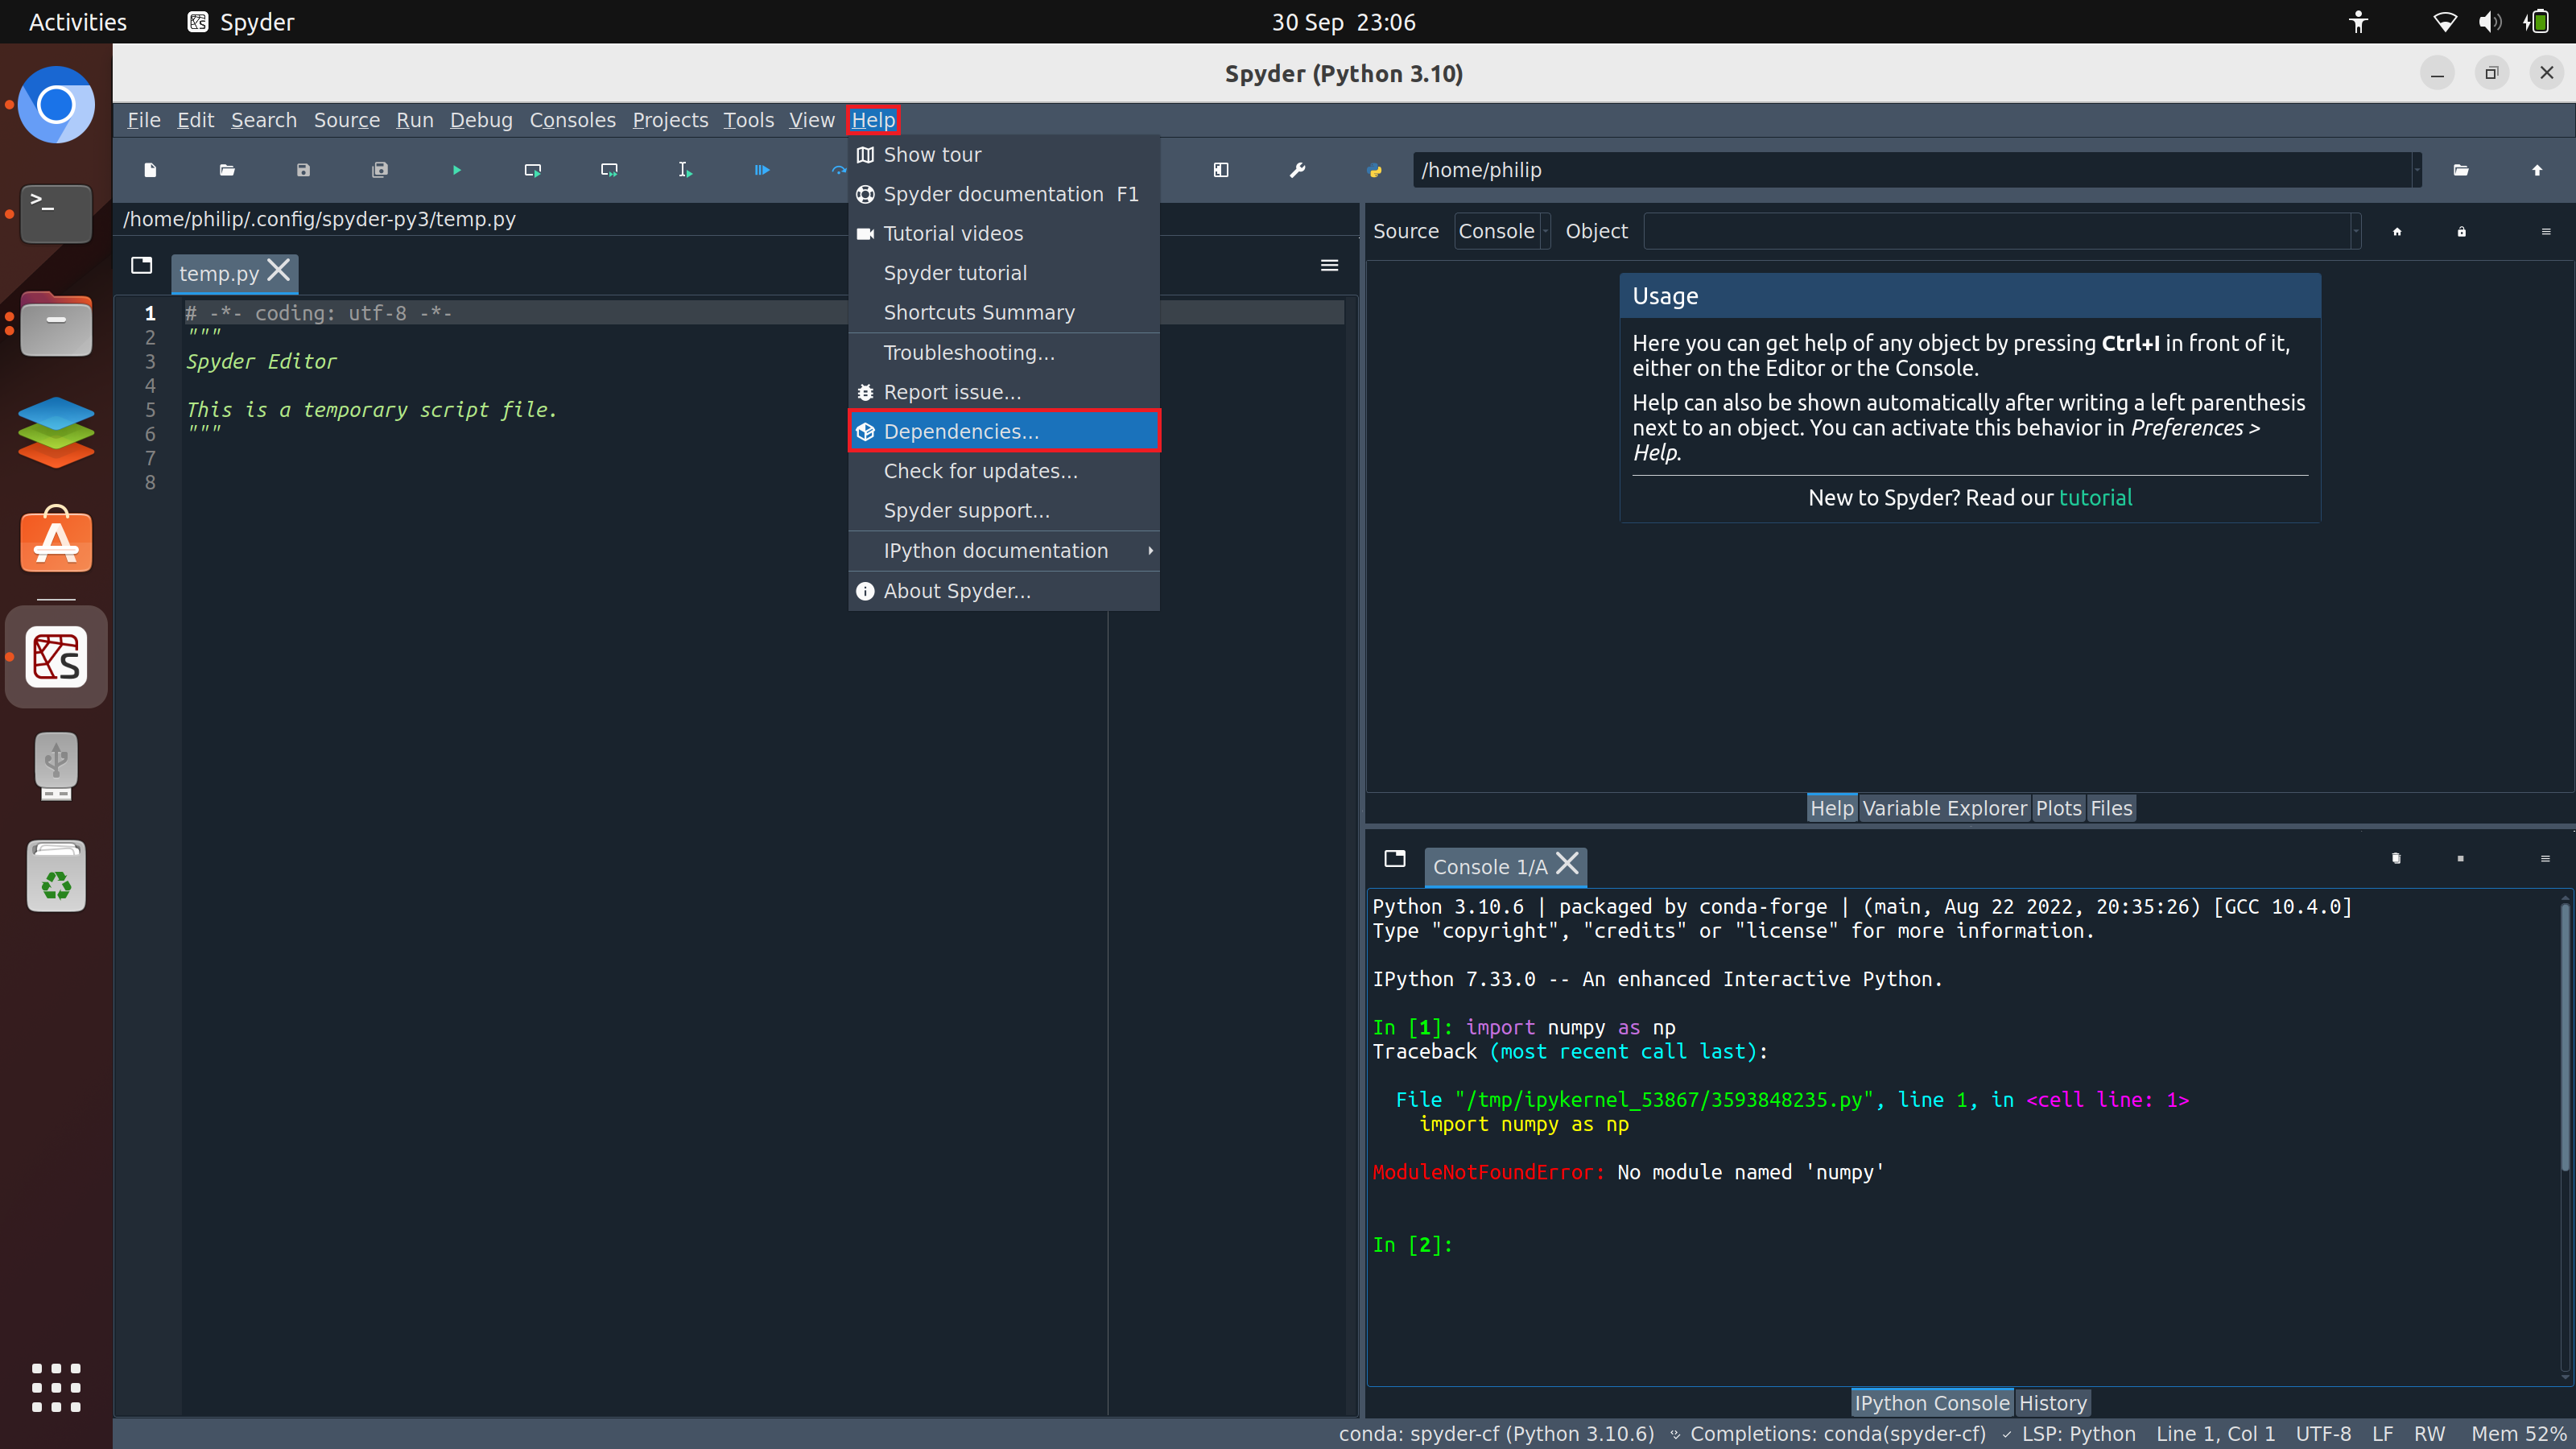 Activities
Spyder
30 Sep 23:06
Spyder (Python 3.10)
File Edit Search Source Run Debug Consoles Projects Tools View Help
/home/philip
/home/philip/.config/spyder-py3/temp.py
temp.py
1 # -*- coding: utf-8 -*-
2 """
3 Spyder Editor
4
5 This is a temporary script file.
6 """
7
8
Show tour
Spyder documentation F1
Tutorial videos
Spyder tutorial
Shortcuts Summary
Troubleshooting...
Report issue...
Dependencies...
Check for updates...
Spyder support...
IPython documentation
About Spyder...
Source Console Object
Usage
Here you can get help of any object by pressing Ctrl+I in front of it,
either on the Editor or the Console.
Help can also be shown automatically after writing a left parenthesis
next to an object. You can activate this behavior in Preferences >
Help.
New to Spyder? Read our tutorial
Help Variable Explorer Plots Files
Console 1/A
Python 3.10.6 | packaged by conda-forge | (main, Aug 22 2022, 20:35:26) [GCC 10.4.0]
Type "copyright", "credits" or "license" for more information.
IPython 7.33.0 -- An enhanced Interactive Python.
In [1]: import numpy as np
Traceback (most recent call last):
File "/tmp/ipykernel_53867/3593848235.py", line 1, in <cell line: 1>
import numpy as np
ModuleNotFoundError: No module named 'numpy'
In [2]:
IPython Console History
conda: spyder-cf (Python 3.10.6) Completions: conda(spyder-cf) LSP: Python Line 1, Col 1 UTF-8 LF RW Mem 52%